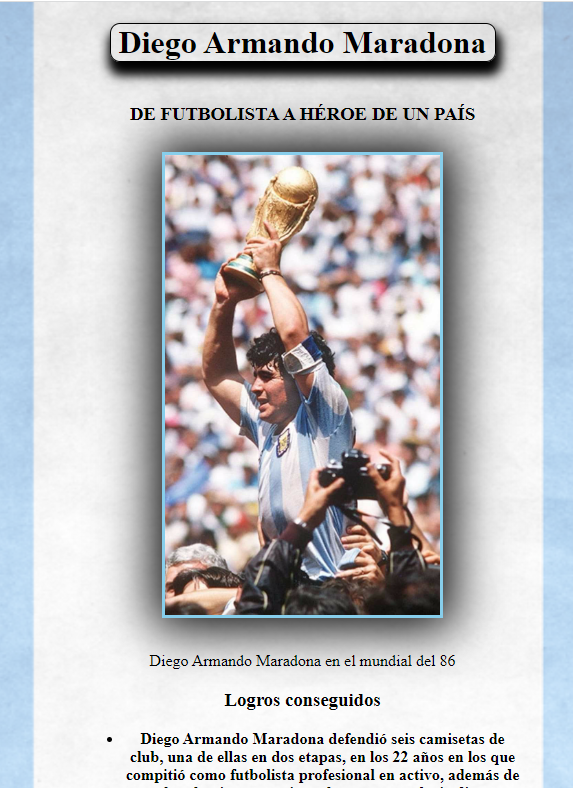 Diego Armando Maradona
DE FUTBOLISTA A HÉROE DE UN PAÍS
Diego Armando Maradona en el mundial del 86
Logros conseguidos
Diego Armando Maradona defendió seis camisetas de
club, una de ellas en dos etapas, en los 22 años en los que
compitió como futbolista profesional en activo, además de